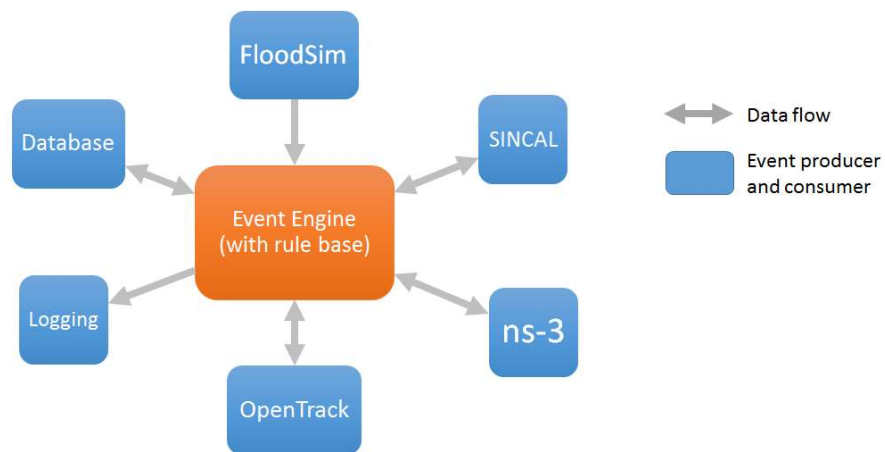 FloodSim
Database
SINCAL
Event Engine
(with rule base)
Logging
ns-3
OpenTrack
Data flow
Event producer
and consumer